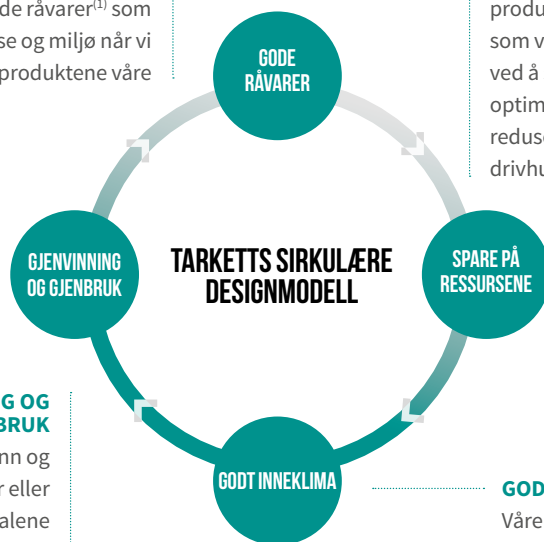 de råvarer⁽¹⁾ som
se og miljø når vi
produktene våre
produ
som v
ved å
optim
redus
drivhu
GODE
RÅVARER
GJENVINNING
OG GJENBRUK
TARKETTS SIRKULÆRE
DESIGNMODELL
SPARE PÅ
RESSURSENE
G OG
BRUK
nn og
r eller
alene
GODT INNEKLIMA
GOD
Våre